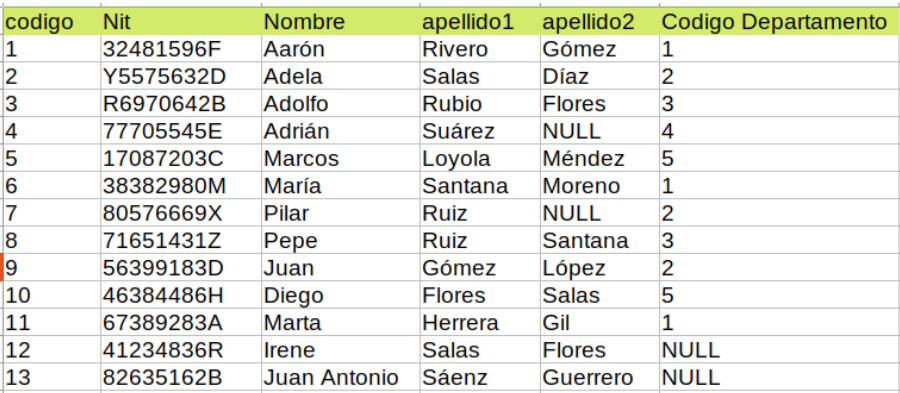 codigo Nit Nombre apellido1 apellido2 Codigo Departamento
1 32481596F Aarón Rivero Gómez 1
2 Y5575632D Adela Salas Díaz 2
3 R6970642B Adolfo Rubio Flores 3
4 77705545E Adrián Suárez NULL 4
5 17087203C Marcos Loyola Méndez 5
6 38382980M María Santana Moreno 1
7 80576669X Pilar Ruiz NULL 2
8 71651431Z Pepe Ruiz Santana 3
9 56399183D Juan Gómez López 2
10 46384486H Diego Flores Salas 5
11 67389283A Marta Herrera Gil 1
12 41234836R Irene Salas Flores NULL
13 82635162B Juan Antonio Sáenz Guerrero NULL